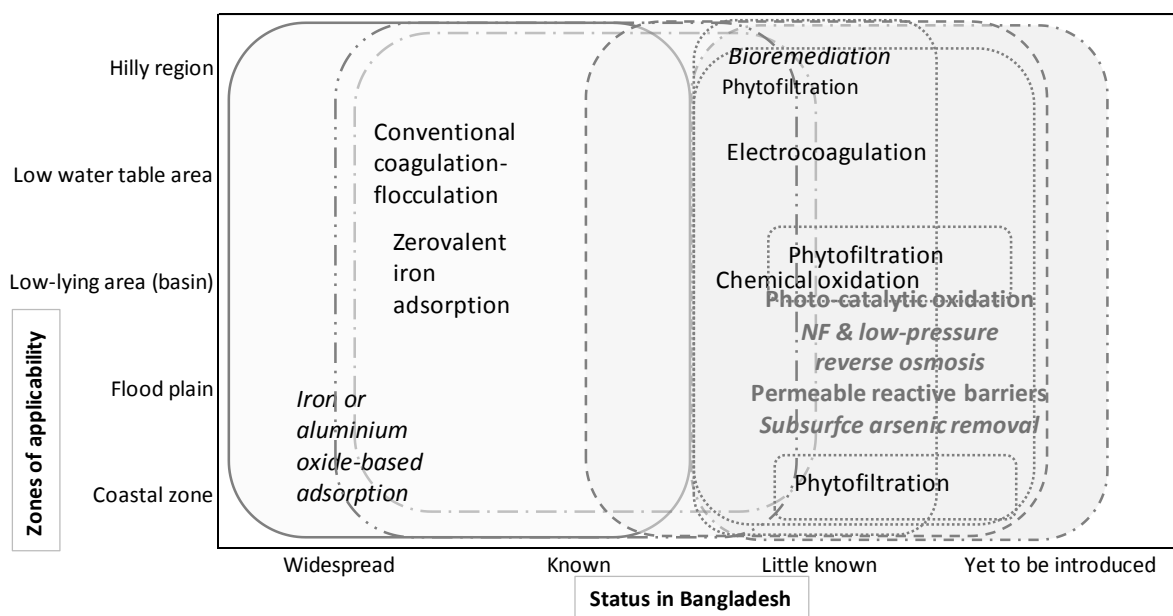 Hilly region
Low water table area
Low-lying area (basin)
Flood plain
Coastal zone
Zones of applicability
Bioremediation
Phytofiltration
Conventional
coagulation-
flocculation
Electrocoagulation
Zerovalent
iron
adsorption
Phytofiltration
Chemical oxidation
Photo-catalytic oxidation
NF & low-pressure
reverse osmosis
Permeable reactive barriers
Subsurfce arsenic removal
Iron or
aluminium
oxide-based
adsorption
Phytofiltration
Widespread
Known
Little known
Yet to be introduced
Status in Bangladesh